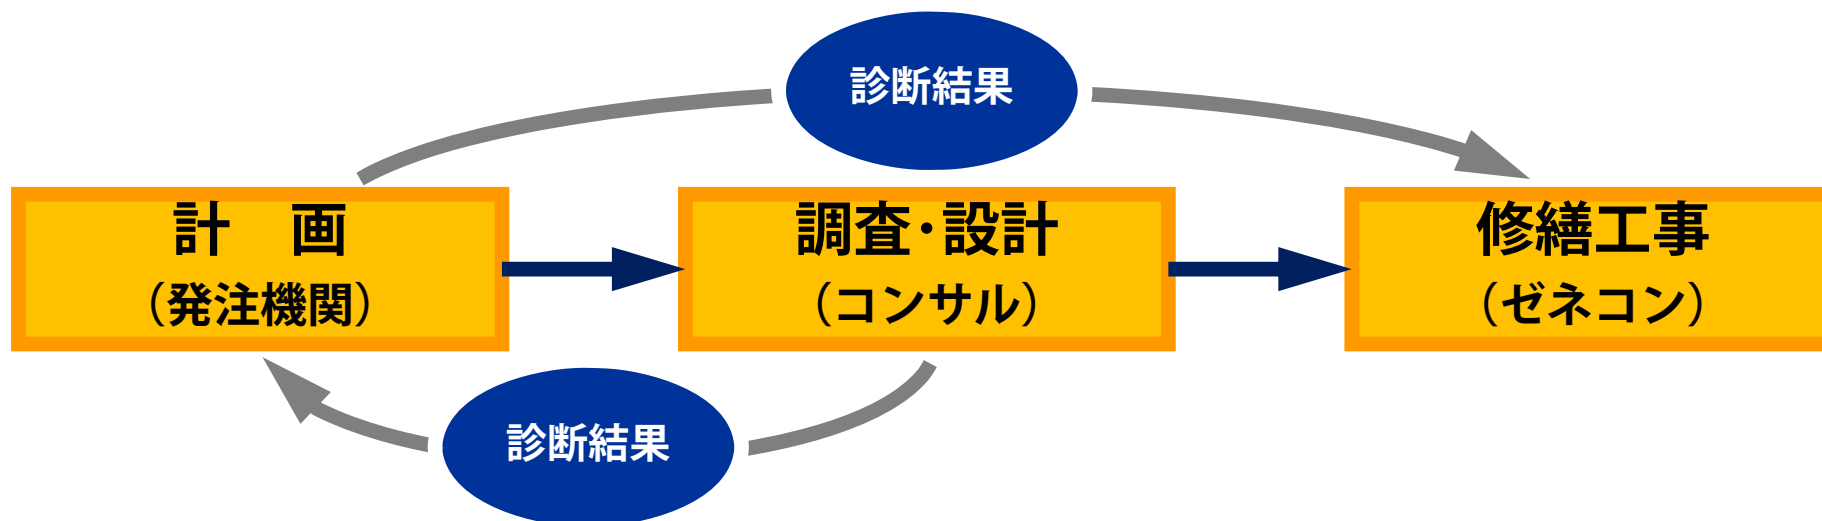 診断結果
計　画
（発注機関）
調査・設計
（コンサル）
修繕工事
（ゼネコン）
診断結果